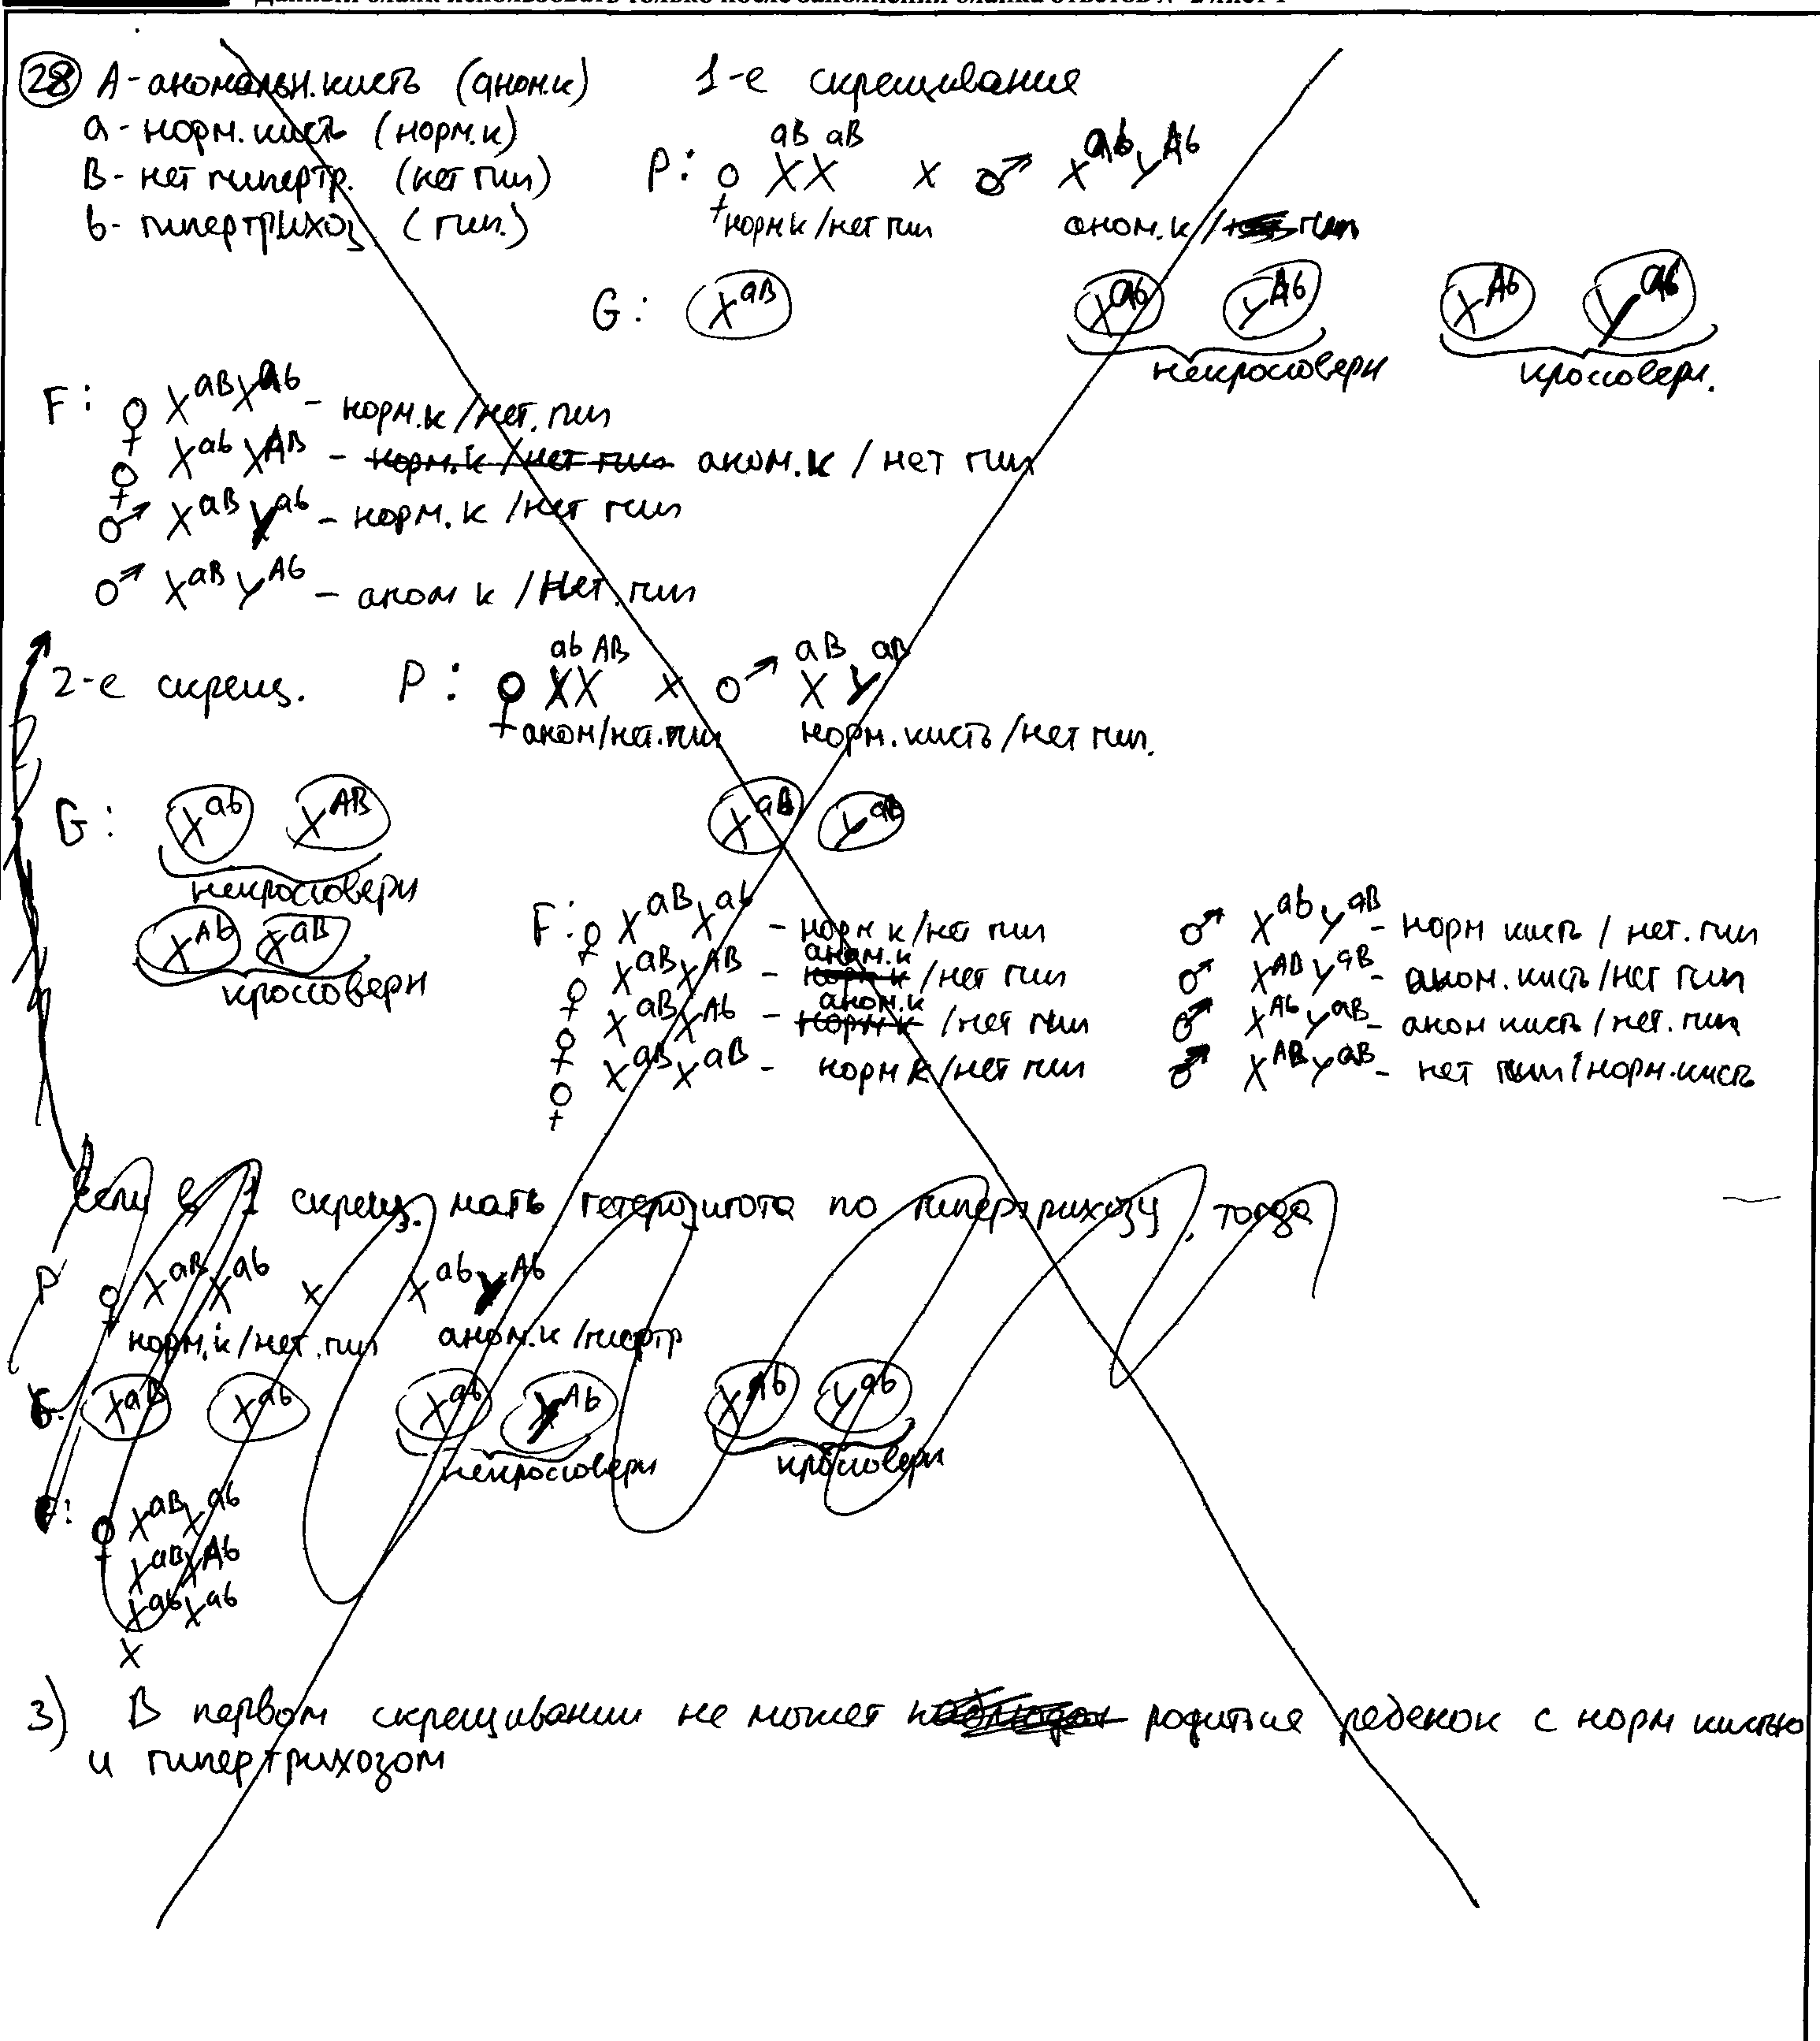 Данный бланк использовать только после заполнения бланка ответов № 2 лист 1
28 А - аномальн. кисть (аном.к) 1-е скрещивание
а - норм. кисть (норм.к)
В - нет гипертр. (нет гип)
b - гипертрихоз (гип.)
P: ♀ X^aB X^aB x ♂ X^ab Y^Ab
норм к / нет гип аном.к / гип
G: X^aB X^ab Y^Ab X^Ab Y^ab
некроссоверн кроссоверн.
F: ♀ X^aB X^ab - норм.к / нет. гип
♀ X^ab X^AB - норм.к / нет гип аном.к / нет гип
♂ X^aB Y^ab - норм. к / нет гип
♂ X^aB Y^Ab - аном к / нет. гип
2-е скрещ. P: ♀ X^ab X^AB x ♂ X^aB Y^aB
аном/нет. гип норм. кисть / нет гип.
G: X^ab X^AB X^aB Y^aB
некроссоверн
X^Ab X^aB
кроссоверн
F: ♀ X^aB X^ab - норм к / нет гип
♀ X^aB X^AB - норм к аном.к / нет гип
♀ X^aB X^Ab - норм к аном.к / нет гип
♀ X^aB X^aB - норм к / нет гип
♂ X^ab Y^aB - норм кисть / нет. гип
♂ X^AB Y^aB - аном. кисть / нет гип
♂ X^Ab Y^aB - аном кисть / нет. гип
♂ X^AB Y^aB - нет гип / норм. кисть
Если в 1 скрещ. мать гетерозигота по гипертрихозу, тогда
P ♀ X^aB X^ab x X^ab Y^Ab
норм.к / нет. гип аном.к / гипертр
G: X^aB X^ab X^ab Y^Ab X^Ab Y^ab
некроссоверн кроссоверн
F: ♀ X^aB X^ab
X^aB X^Ab
X^ab X^ab
X
3) В первом скрещивании не может родится ребенок с норм кистью
и гипертрихозом